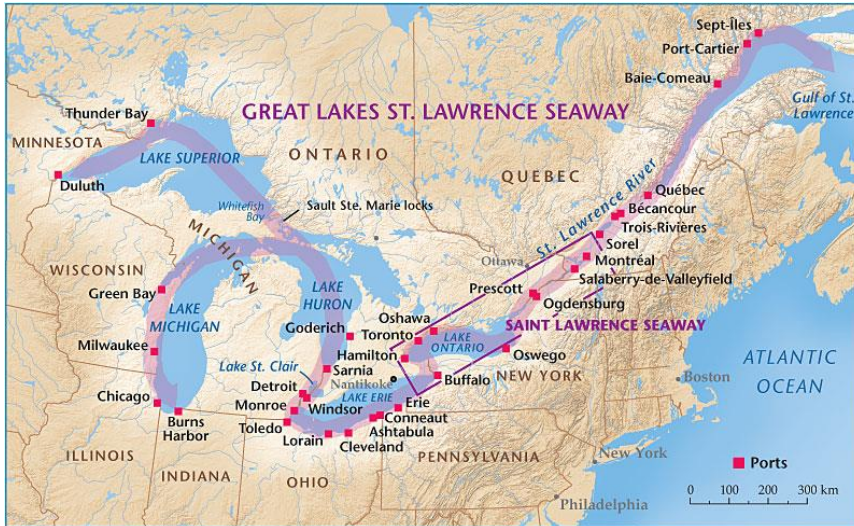 Sept-Îles
Port-Cartier
Baie-Comeau
Gulf of St.
Lawrence
GREAT LAKES ST. LAWRENCE SEAWAY
Thunder Bay
MINNESOTA
LAKE SUPERIOR
ONTARIO
QUEBEC
St. Lawrence River
Duluth
Québec
Bécancour
Trois-Rivières
Sorel
Montréal
Salaberry-de-Valleyfield
Whitefish
Bay
Sault Ste. Marie locks
MICHIGAN
Ottawa
WISCONSIN
Green Bay
LAKE
MICHIGAN
LAKE
HURON
Prescott
Ogdensburg
SAINT LAWRENCE SEAWAY
Oshawa
Toronto
Goderich
Hamilton
LAKE
ONTARIO
Oswego
Milwaukee
Lake St. Clair
Sarnia
Nantikoke
Buffalo
NEW YORK
ATLANTIC
OCEAN
Boston
Chicago
Burns
Harbor
Detroit
Monroe
Windsor
LAKE ERIE
Erie
Conneaut
Ashtabula
Toledo
Lorain
Cleveland
ILLINOIS
INDIANA
OHIO
PENNSYLVANIA
New York
Philadelphia
Ports
0 100 200 300 km